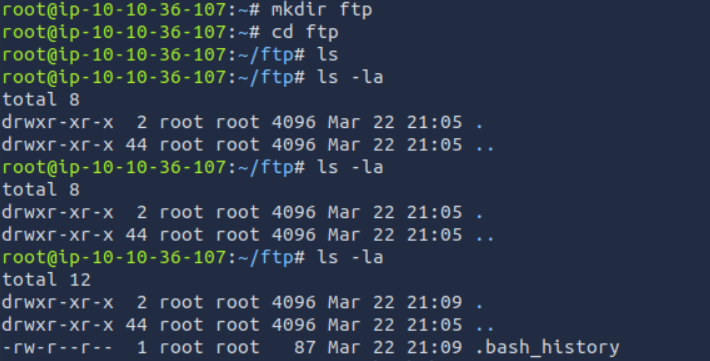 root@ip-10-10-36-107:~# mkdir ftp
root@ip-10-10-36-107:~# cd ftp
root@ip-10-10-36-107:~/ftp# ls
root@ip-10-10-36-107:~/ftp# ls -la
total 8
drwxr-xr-x  2 root root 4096 Mar 22 21:05 .
drwxr-xr-x 44 root root 4096 Mar 22 21:05 ..
root@ip-10-10-36-107:~/ftp# ls -la
total 8
drwxr-xr-x  2 root root 4096 Mar 22 21:05 .
drwxr-xr-x 44 root root 4096 Mar 22 21:05 ..
root@ip-10-10-36-107:~/ftp# ls -la
total 12
drwxr-xr-x  2 root root 4096 Mar 22 21:09 .
drwxr-xr-x 44 root root 4096 Mar 22 21:05 ..
-rw-r--r--  1 root root   87 Mar 22 21:09 .bash_history